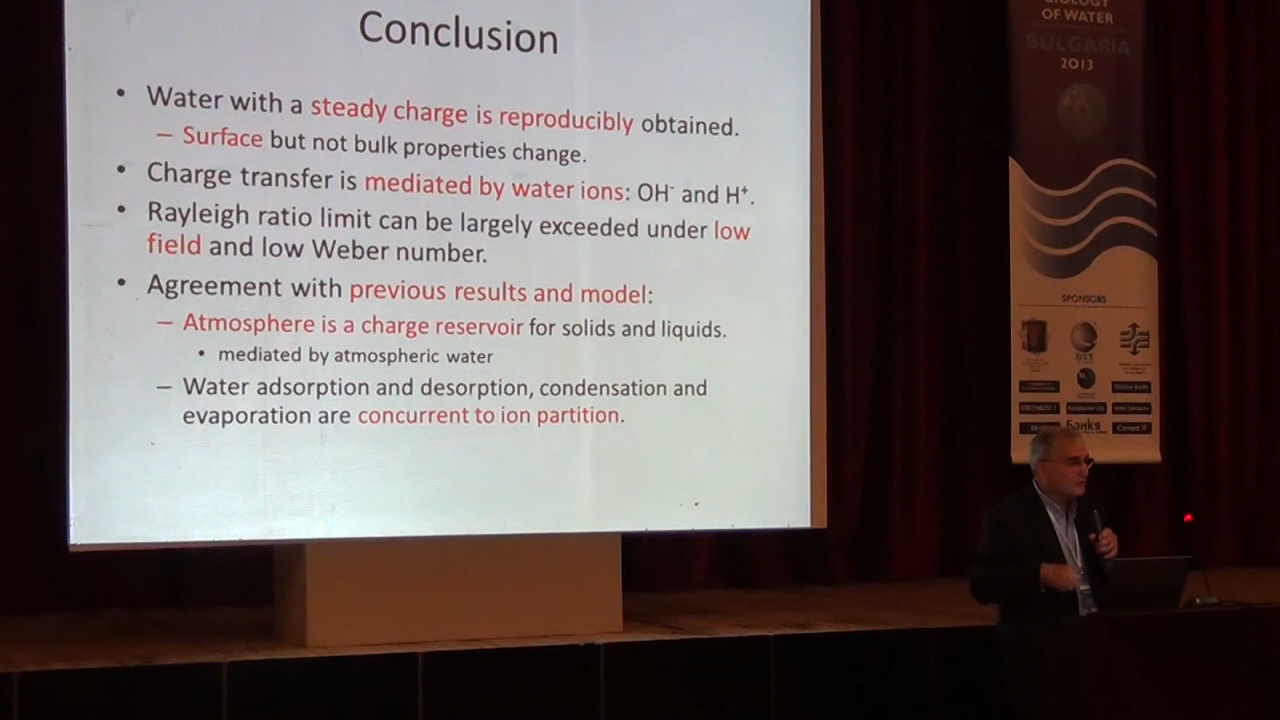 Conclusion
• Water with a steady charge is reproducibly obtained.
– Surface but not bulk properties change.
• Charge transfer is mediated by water ions: OH⁻ and H⁺.
• Rayleigh ratio limit can be largely exceeded under low
field and low Weber number.
• Agreement with previous results and model:
– Atmosphere is a charge reservoir for solids and liquids.
• mediated by atmospheric water
– Water adsorption and desorption, condensation and
evaporation are concurrent to ion partition.
OF WATER
BULGARIA
2013
SPONSORS
Банкя